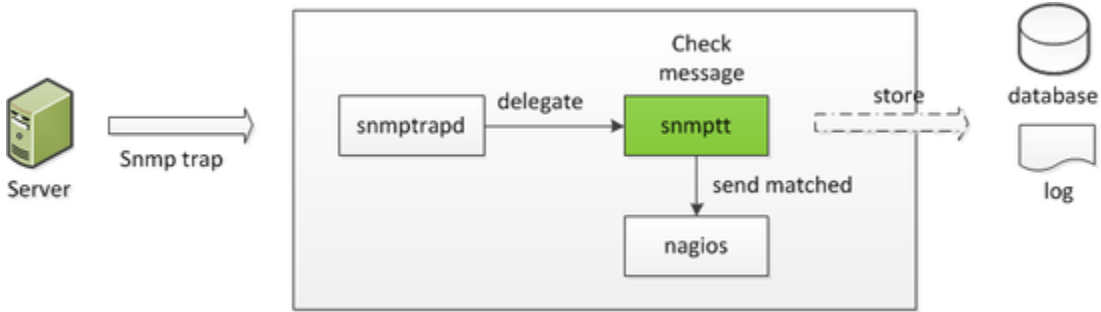 Server
Snmp trap
snmptrapd
delegate
Check
message
snmptt
send matched
nagios
store
database
log